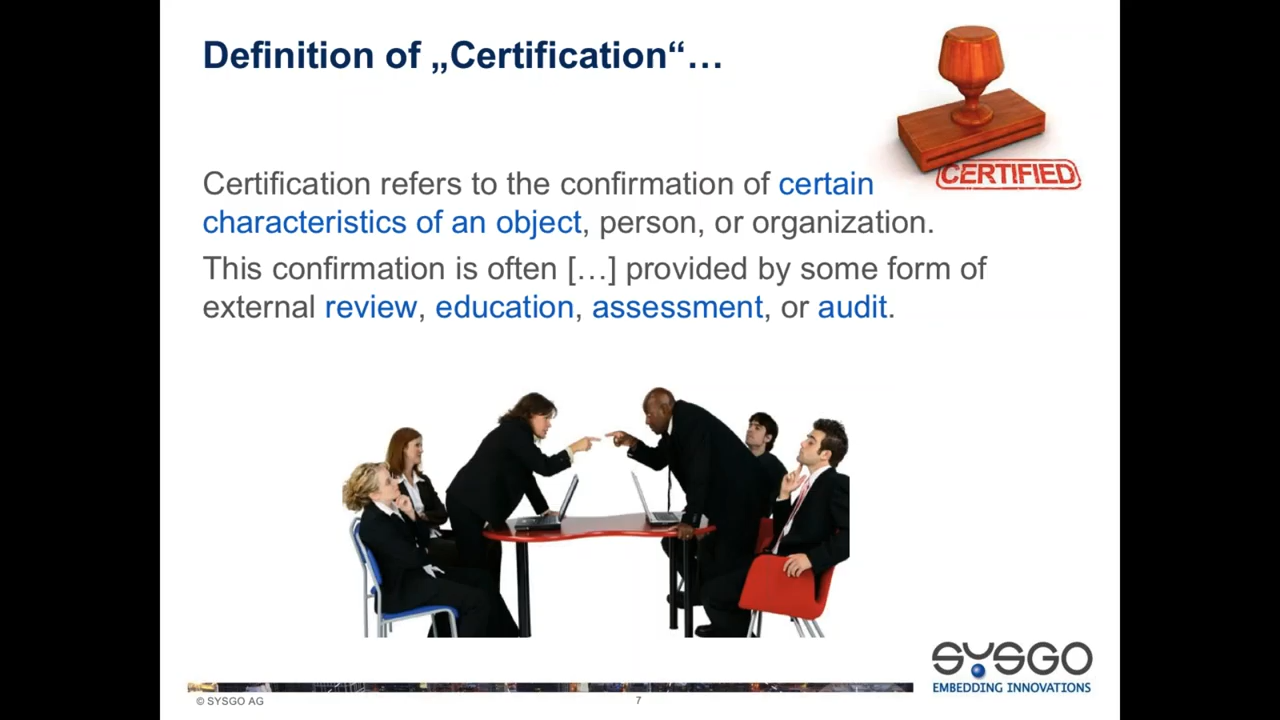 Definition of „Certification“…
CERTIFIED
Certification refers to the confirmation of certain
characteristics of an object, person, or organization.
This confirmation is often […] provided by some form of
external review, education, assessment, or audit.
SYSGO
EMBEDDING INNOVATIONS
© SYSGO AG
7